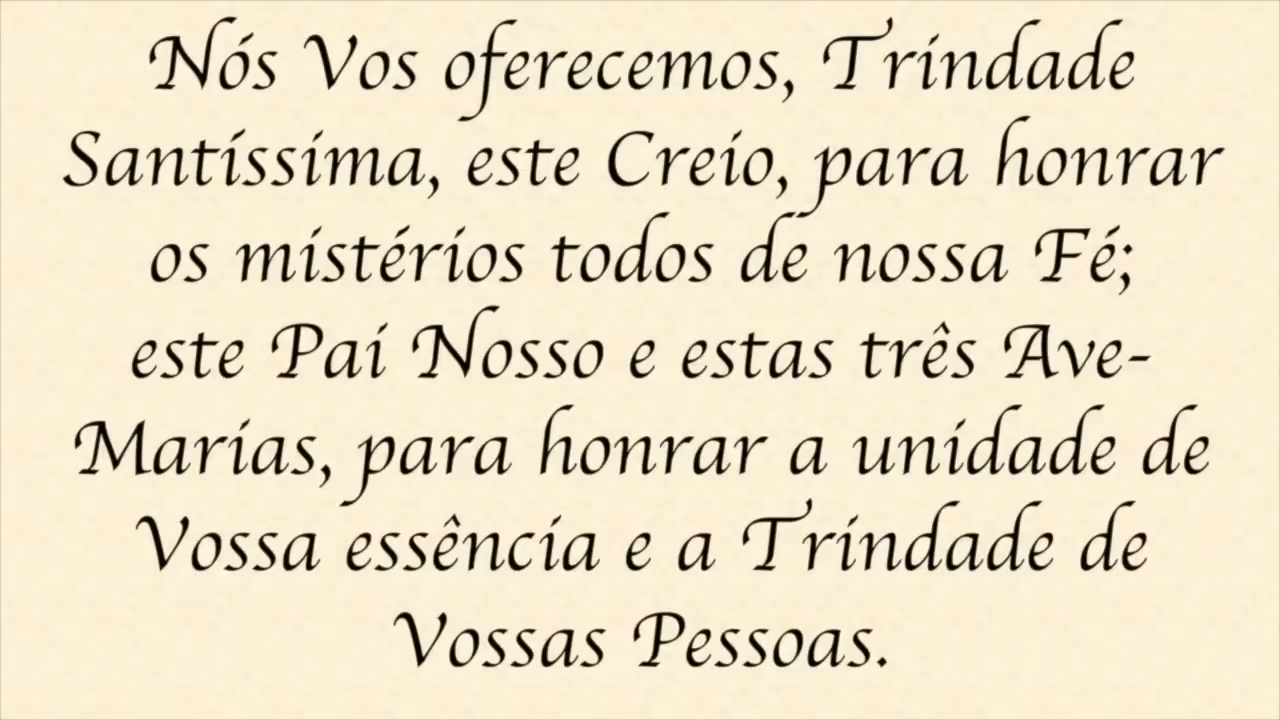 Nós Vos oferecemos, Trindade
Santíssima, este Creio, para honrar
os mistérios todos de nossa Fé;
este Pai Nosso e estas três Ave-
Marias, para honrar a unidade de
Vossa essência e a Trindade de
Vossas Pessoas.